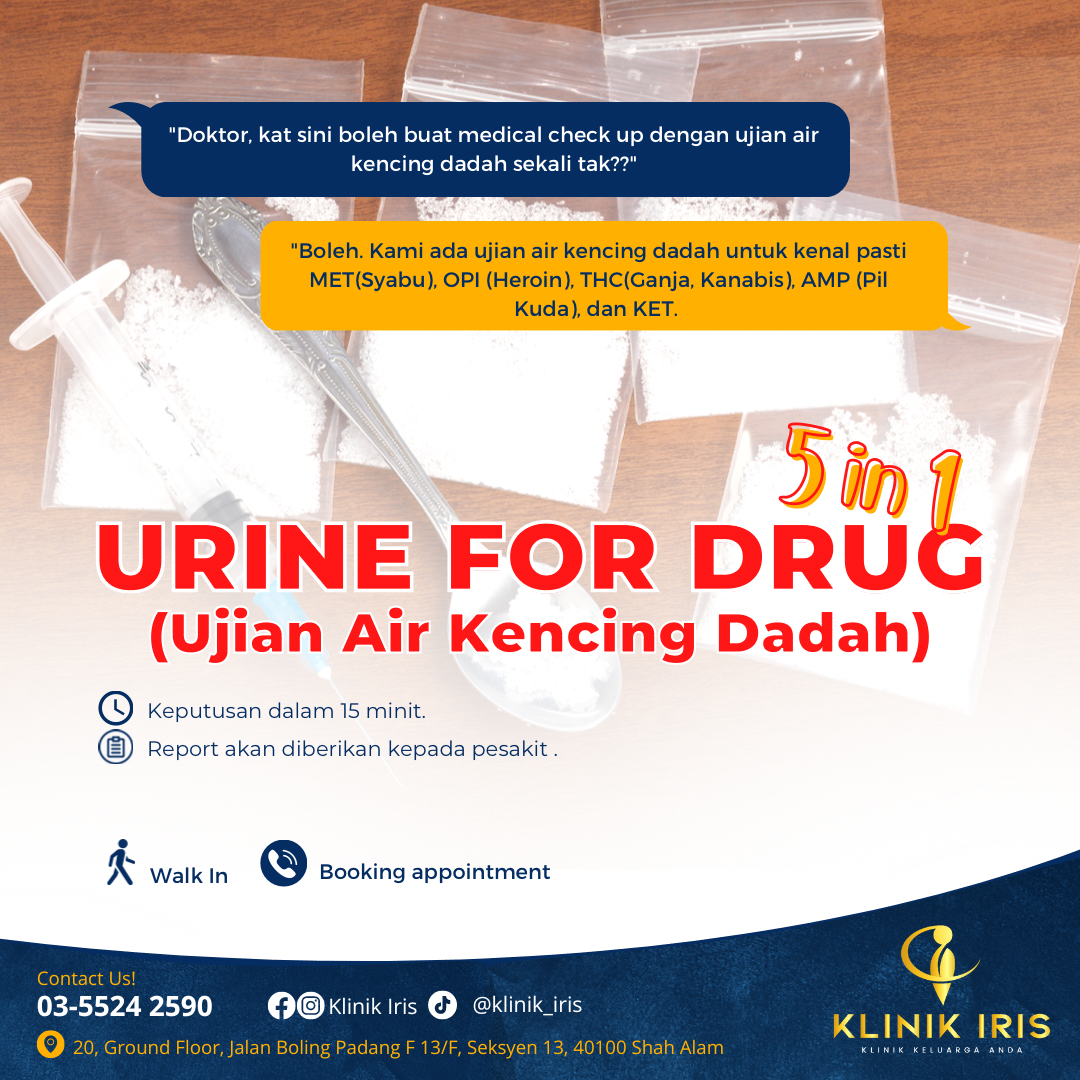 "Doktor, kat sini boleh buat medical check up dengan ujian air
kencing dadah sekali tak??"
"Boleh. Kami ada ujian air kencing dadah untuk kenal pasti
MET(Syabu), OPI (Heroin), THC(Ganja, Kanabis), AMP (Pil
Kuda), dan KET.
5 in 1
URINE FOR DRUG
(Ujian Air Kencing Dadah)
Keputusan dalam 15 minit.
Report akan diberikan kepada pesakit .
Walk In
Booking appointment
Contact Us!
03-5524 2590
Klinik Iris
@klinik_iris
20, Ground Floor, Jalan Boling Padang F 13/F, Seksyen 13, 40100 Shah Alam
KLINIK IRIS
KLINIK KELUARGA ANDA